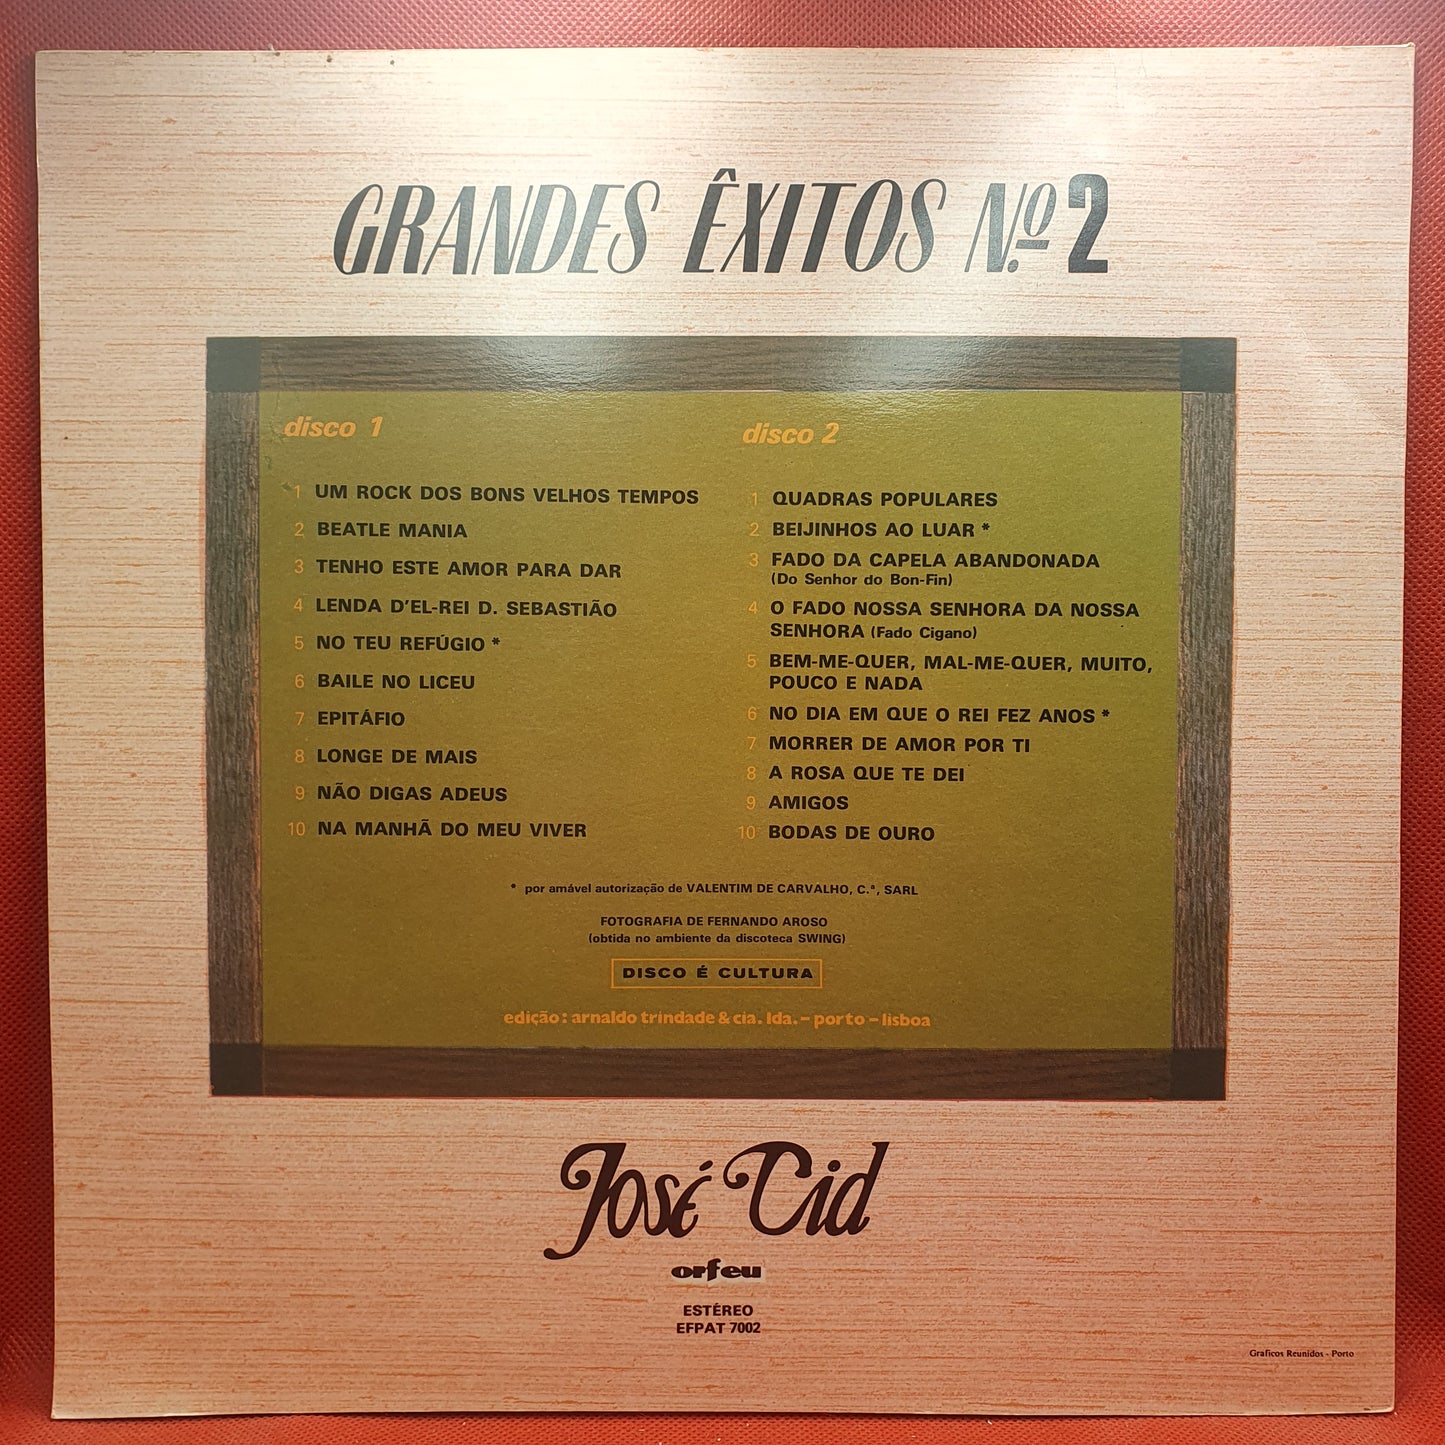 GRANDES ÊXITOS N.º 2
disco 1
1 UM ROCK DOS BONS VELHOS TEMPOS
2 BEATLE MANIA
3 TENHO ESTE AMOR PARA DAR
4 LENDA D'EL-REI D. SEBASTIÃO
5 NO TEU REFÚGIO *
6 BAILE NO LICEU
7 EPITÁFIO
8 LONGE DE MAIS
9 NÃO DIGAS ADEUS
10 NA MANHÃ DO MEU VIVER
disco 2
1 QUADRAS POPULARES
2 BEIJINHOS AO LUAR *
3 FADO DA CAPELA ABANDONADA
(Do Senhor do Bon-Fin)
4 O FADO NOSSA SENHORA DA NOSSA
SENHORA (Fado Cigano)
5 BEM-ME-QUER, MAL-ME-QUER, MUITO,
POUCO E NADA
6 NO DIA EM QUE O REI FEZ ANOS *
7 MORRER DE AMOR POR TI
8 A ROSA QUE TE DEI
9 AMIGOS
10 BODAS DE OURO
* por amável autorização de VALENTIM DE CARVALHO, C.ª, SARL
FOTOGRAFIA DE FERNANDO AROSO
(obtida no ambiente da discoteca SWING)
DISCO É CULTURA
edição: arnaldo trindade & cia. lda. - porto - lisboa
José Cid
orfeu
ESTÉREO
EFPAT 7002
Graficos Reunidos - Porto